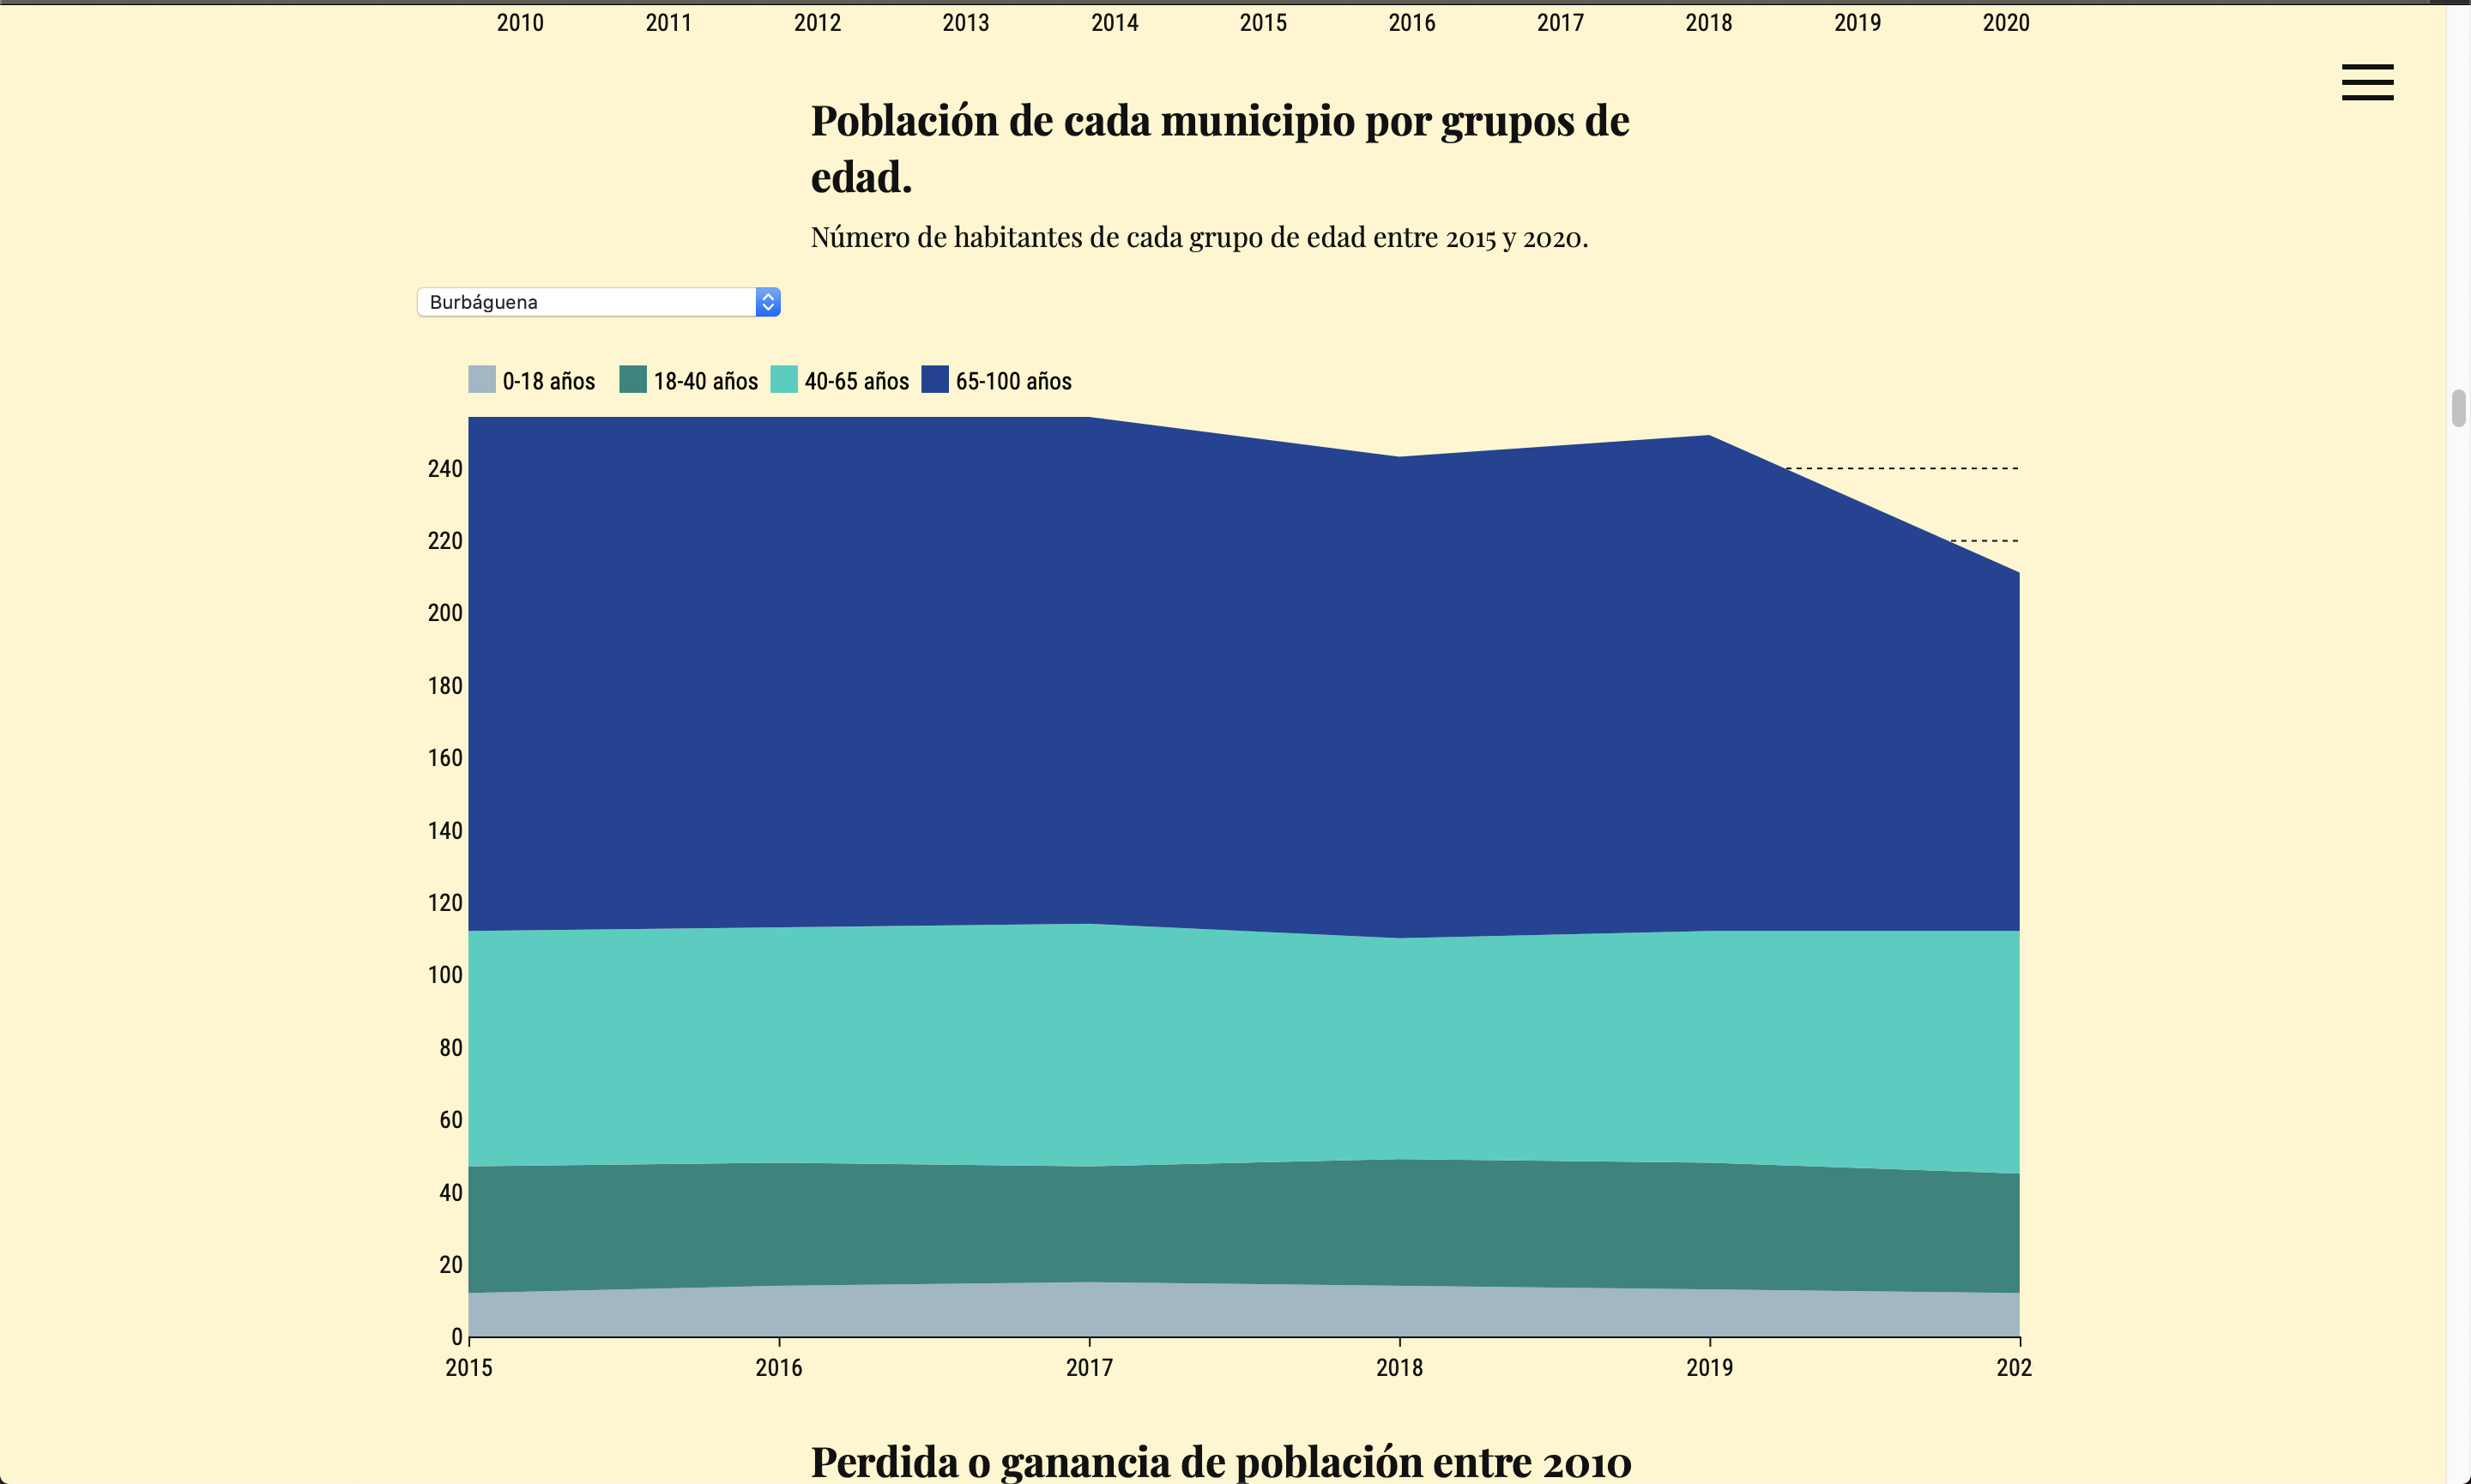 2010 2011 2012 2013 2014 2015 2016 2017 2018 2019 2020
Población de cada municipio por grupos de
edad.
Número de habitantes de cada grupo de edad entre 2015 y 2020.
Burbáguena
0-18 años 18-40 años 40-65 años 65-100 años
240
220
200
180
160
140
120
100
80
60
40
20
0
2015 2016 2017 2018 2019 202
Perdida o ganancia de población entre 2010